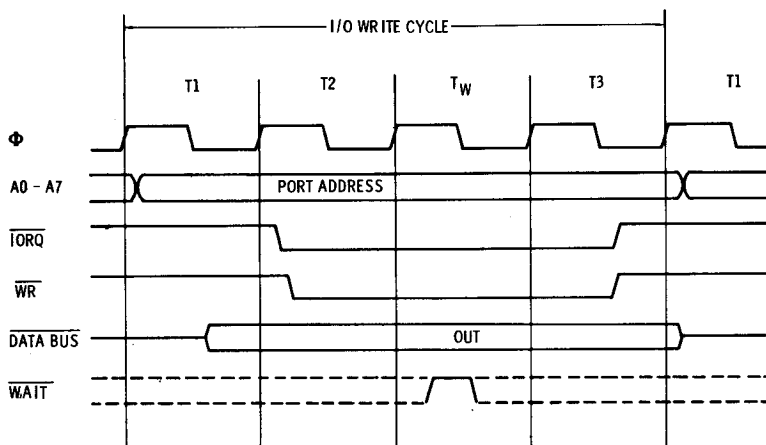 I/O WRITE CYCLE
T1 T2 TW T3 T1
Φ
A0 - A7 PORT ADDRESS
IORQ
WR
DATA BUS OUT
WAIT